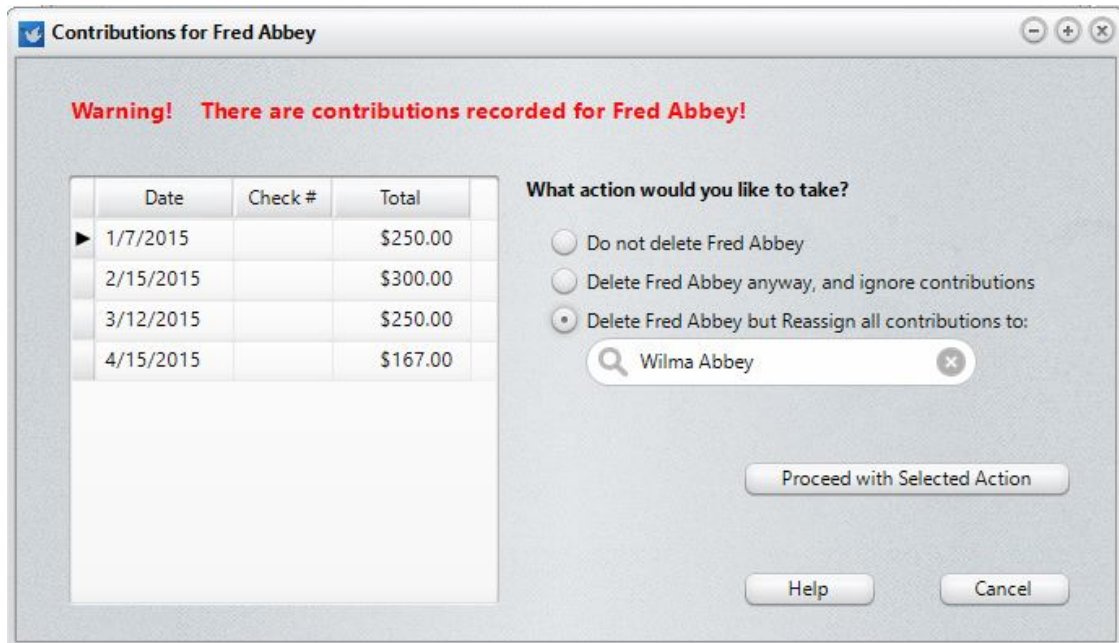 Contributions for Fred Abbey
Warning! There are contributions recorded for Fred Abbey!
Date Check # Total
1/7/2015 $250.00
2/15/2015 $300.00
3/12/2015 $250.00
4/15/2015 $167.00
What action would you like to take?
Do not delete Fred Abbey
Delete Fred Abbey anyway, and ignore contributions
Delete Fred Abbey but Reassign all contributions to:
Wilma Abbey
Proceed with Selected Action
Help Cancel